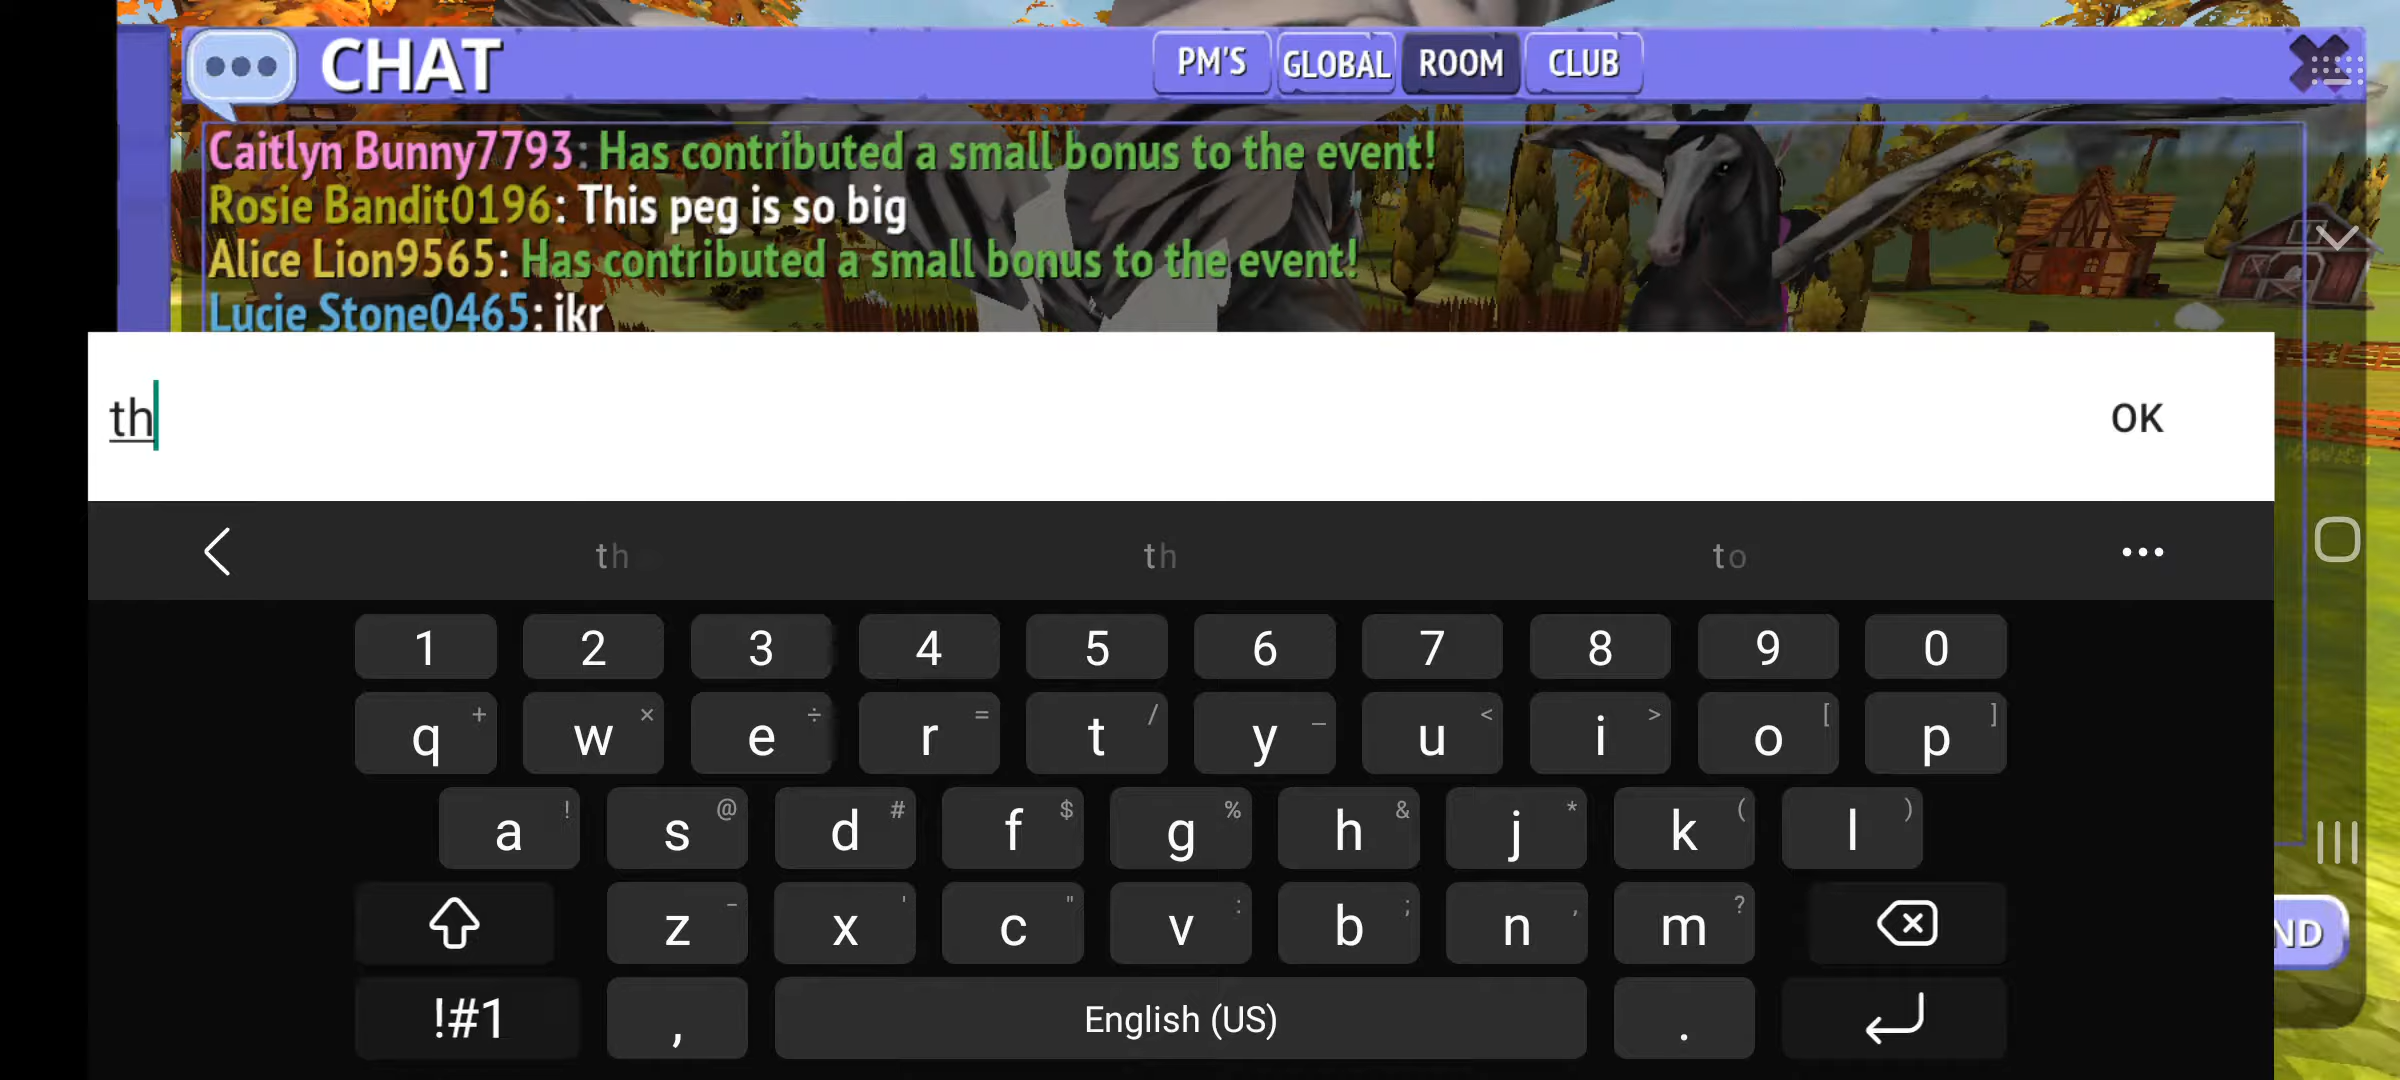 CHAT
PM'S GLOBAL ROOM CLUB
Caitlyn Bunny7793: Has contributed a small bonus to the event!
Rosie Bandit0196: This peg is so big
Alice Lion9565: Has contributed a small bonus to the event!
Lucie Stone0465: ikr
th
OK
th th to
1 2 3 4 5 6 7 8 9 0
q + w × e ÷ r = t / y _ u < i > o [ p ]
a ! s @ d # f $ g % h & j * k ( l )
z - x ' c " v : b ; n , m ?
ND
!#1 , English (US) .